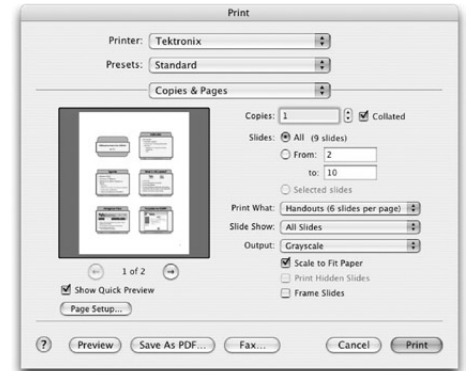 Print
Printer: Tektronix
Presets: Standard
Copies & Pages
Copies: 1 Collated
Slides: All (9 slides)
From: 2
to: 10
Selected slides
Print What: Handouts (6 slides per page)
Slide Show: All Slides
Output: Grayscale
Scale to Fit Paper
Print Hidden Slides
Frame Slides
1 of 2
Show Quick Preview
Page Setup...
? Preview Save As PDF... Fax... Cancel Print